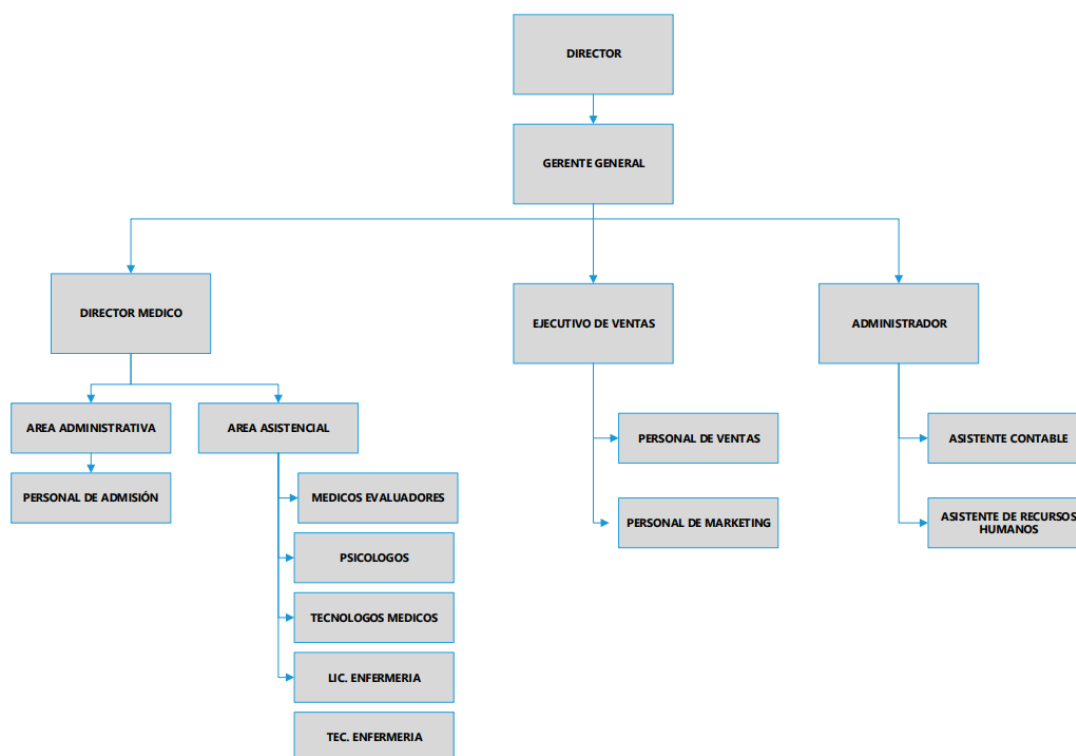 DIRECTOR
GERENTE GENERAL
DIRECTOR MEDICO
EJECUTIVO DE VENTAS
ADMINISTRADOR
AREA ADMINISTRATIVA
AREA ASISTENCIAL
PERSONAL DE VENTAS
ASISTENTE CONTABLE
PERSONAL DE ADMISIÓN
MEDICOS EVALUADORES
PERSONAL DE MARKETING
ASISTENTE DE RECURSOS
HUMANOS
PSICOLOGOS
TECNOLOGOS MEDICOS
LIC. ENFERMERIA
TEC. ENFERMERIA